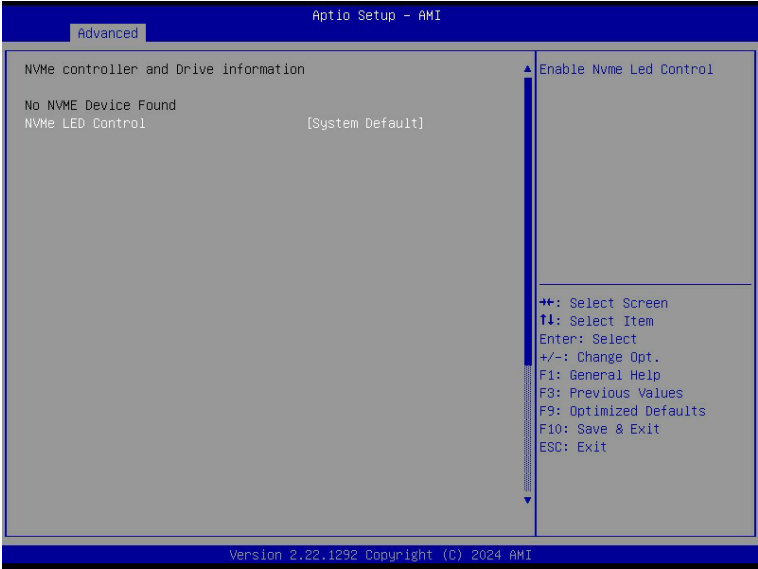 Aptio Setup – AMI
Advanced
NVMe controller and Drive information
No NVME Device Found
NVMe LED Control [System Default]
Enable Nvme Led Control
→←: Select Screen
↑↓: Select Item
Enter: Select
+/-: Change Opt.
F1: General Help
F3: Previous Values
F9: Optimized Defaults
F10: Save & Exit
ESC: Exit
Version 2.22.1292 Copyright (C) 2024 AMI